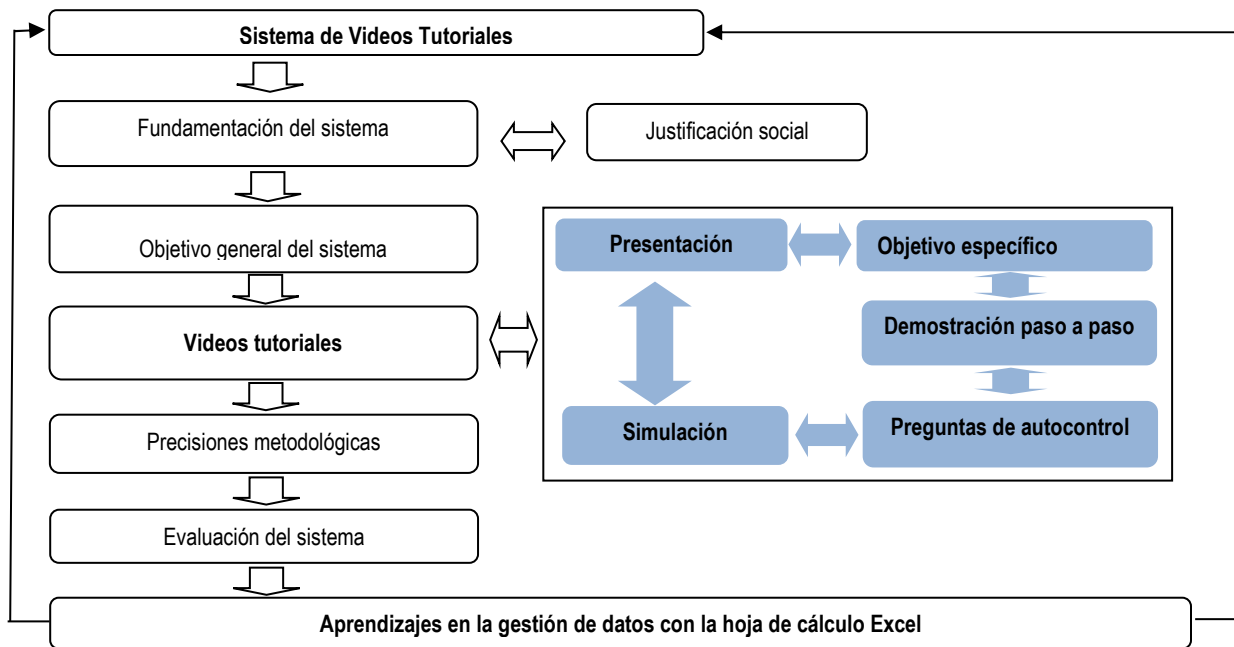 Sistema de Videos Tutoriales
Fundamentación del sistema
Justificación social
Objetivo general del sistema
Presentación
Objetivo específico
Videos tutoriales
Demostración paso a paso
Precisiones metodológicas
Simulación
Preguntas de autocontrol
Evaluación del sistema
Aprendizajes en la gestión de datos con la hoja de cálculo Excel